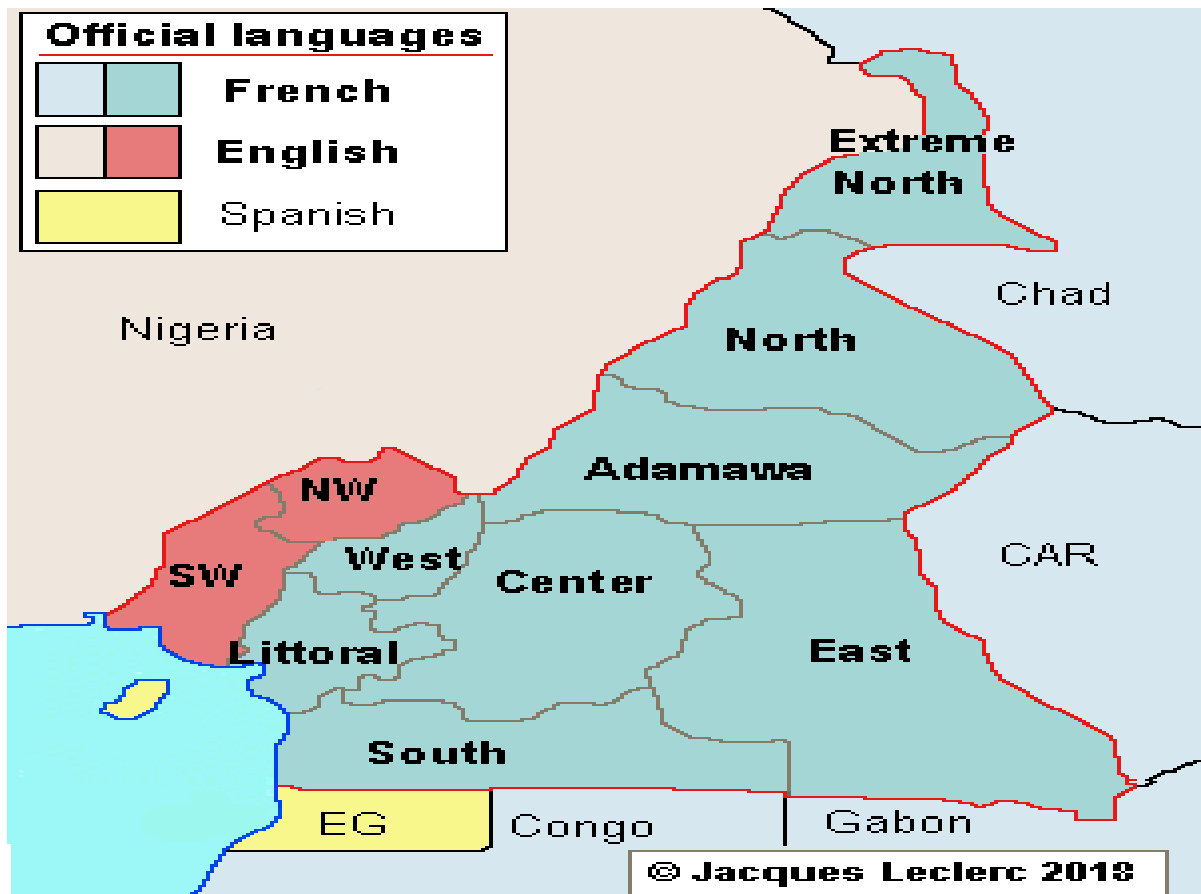 Official languages
French
English
Spanish
Extreme
North
Chad
Nigeria
North
Adamawa
NW
CAR
West
SW
Center
Littoral
East
South
EG
Congo
Gabon
© Jacques Leclerc 2018